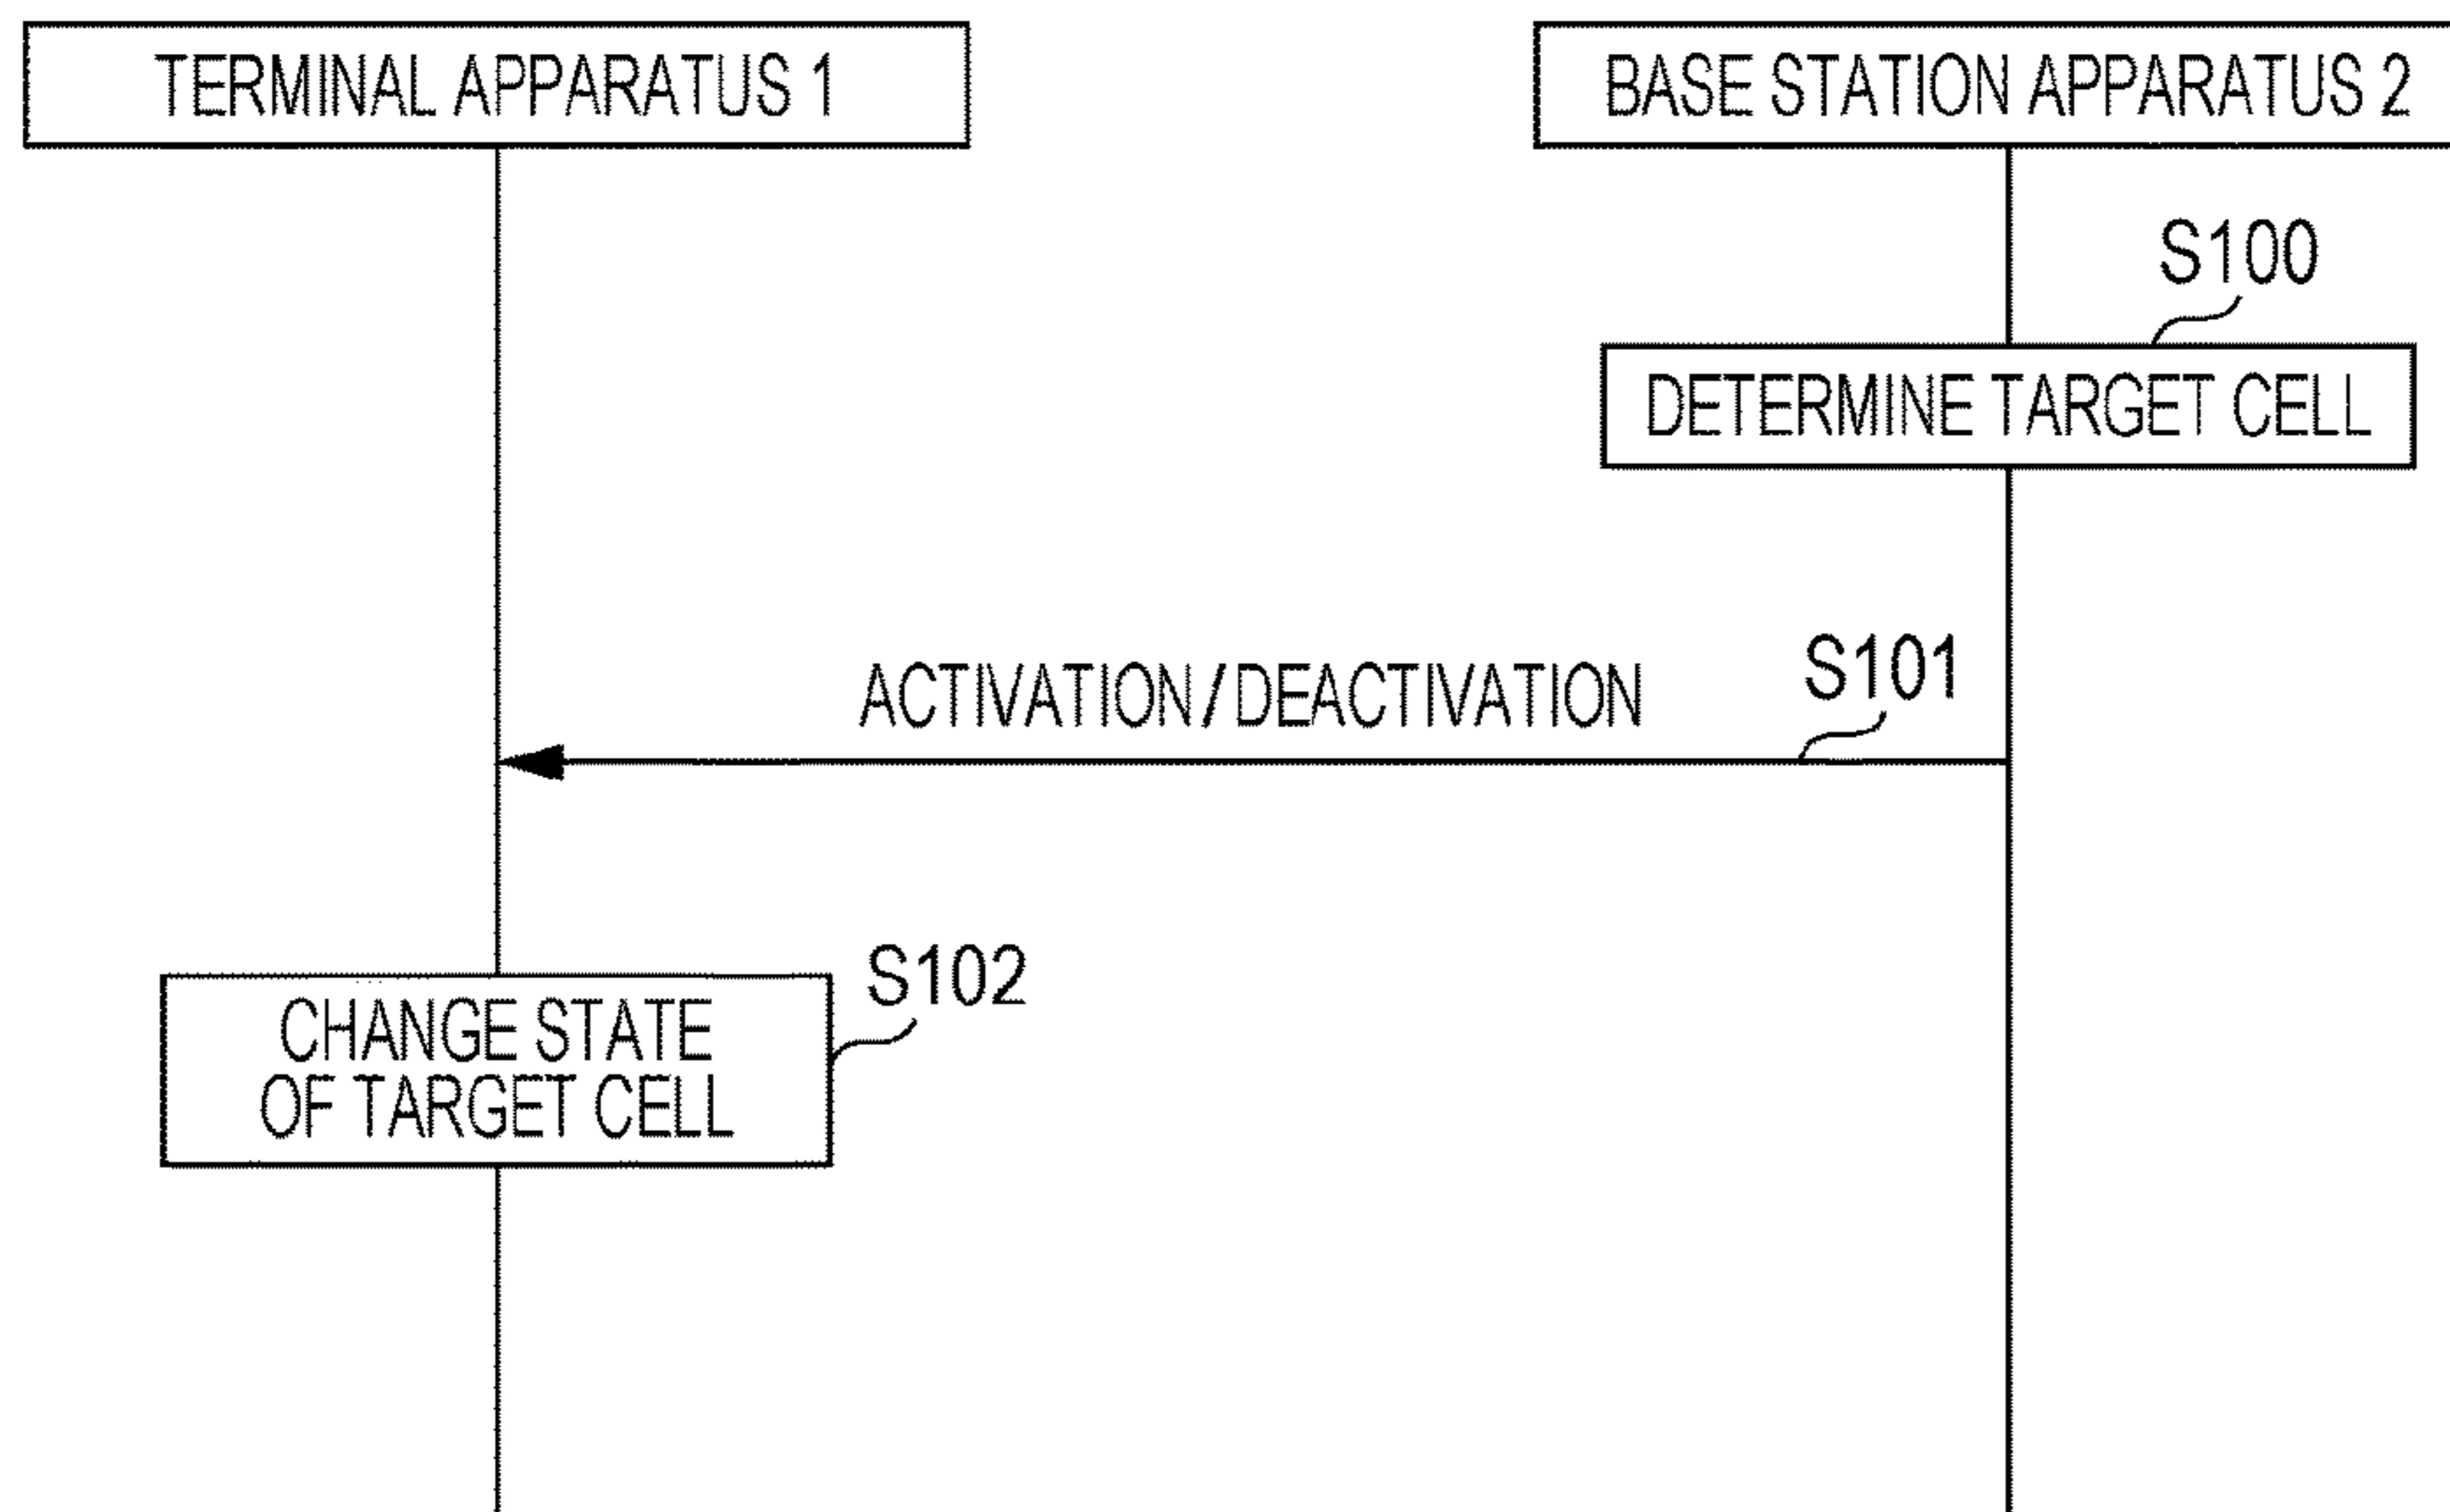 TERMINAL APPARATUS 1
BASE STATION APPARATUS 2
S100
DETERMINE TARGET CELL
ACTIVATION/DEACTIVATION
S101
S102
CHANGE STATE
OF TARGET CELL